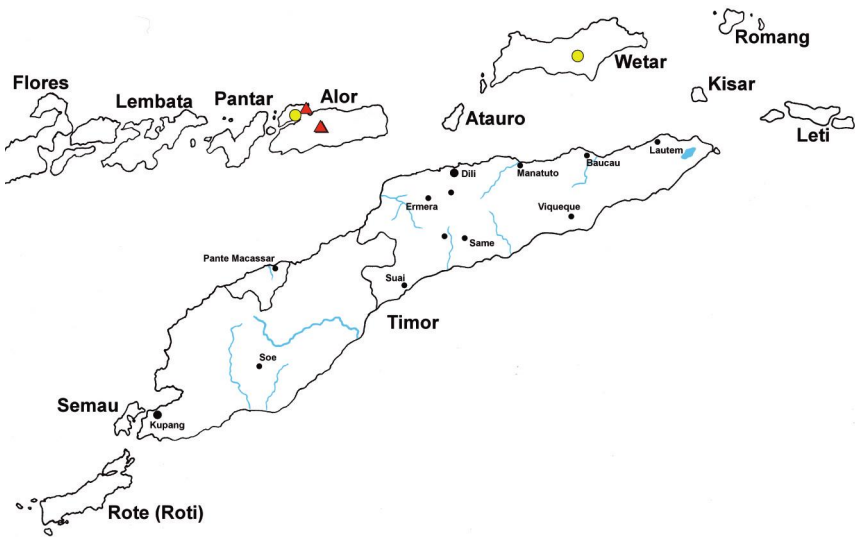 Romang
Flores
Lembata
Pantar
Alor
Wetar
Kisar
Atauro
Leti
Dili
Manatuto
Baucau
Lautem
Ermera
Viqueque
Same
Pante Macassar
Suai
Timor
Soe
Semau
Kupang
Rote (Roti)